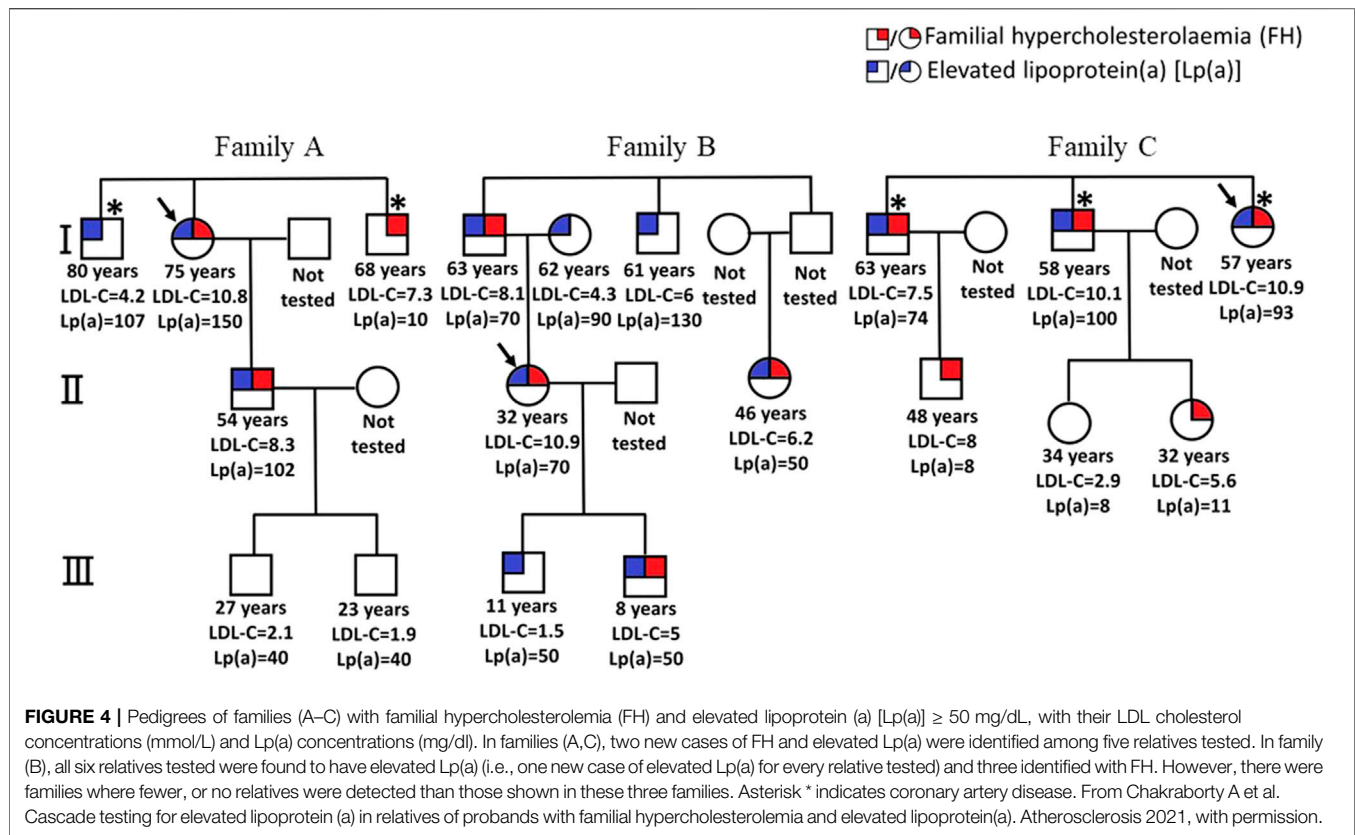 Familial hypercholesterolaemia (FH)
Elevated lipoprotein(a) [Lp(a)]
Family A
Family B
Family C
I
* * * * *
80 years 75 years Not tested 68 years 63 years 62 years 61 years Not tested Not tested 63 years Not tested 58 years Not tested 57 years
LDL-C=4.2 LDL-C=10.8 LDL-C=7.3 LDL-C=8.1 LDL-C=4.3 LDL-C=6 LDL-C=7.5 LDL-C=10.1 LDL-C=10.9
Lp(a)=107 Lp(a)=150 Lp(a)=10 Lp(a)=70 Lp(a)=90 Lp(a)=130 Lp(a)=74 Lp(a)=100 Lp(a)=93
II
54 years Not tested 32 years Not tested 46 years 48 years 34 years 32 years
LDL-C=8.3 LDL-C=10.9 LDL-C=6.2 LDL-C=8 LDL-C=2.9 LDL-C=5.6
Lp(a)=102 Lp(a)=70 Lp(a)=50 Lp(a)=8 Lp(a)=8 Lp(a)=11
III
27 years 23 years 11 years 8 years
LDL-C=2.1 LDL-C=1.9 LDL-C=1.5 LDL-C=5
Lp(a)=40 Lp(a)=40 Lp(a)=50 Lp(a)=50
FIGURE 4 | Pedigrees of families (A–C) with familial hypercholesterolemia (FH) and elevated lipoprotein (a) [Lp(a)] ≥ 50 mg/dL, with their LDL cholesterol
concentrations (mmol/L) and Lp(a) concentrations (mg/dl). In families (A,C), two new cases of FH and elevated Lp(a) were identified among five relatives tested. In family
(B), all six relatives tested were found to have elevated Lp(a) (i.e., one new case of elevated Lp(a) for every relative tested) and three identified with FH. However, there were
families where fewer, or no relatives were detected than those shown in these three families. Asterisk * indicates coronary artery disease. From Chakraborty A et al.
Cascade testing for elevated lipoprotein (a) in relatives of probands with familial hypercholesterolemia and elevated lipoprotein(a). Atherosclerosis 2021, with permission.